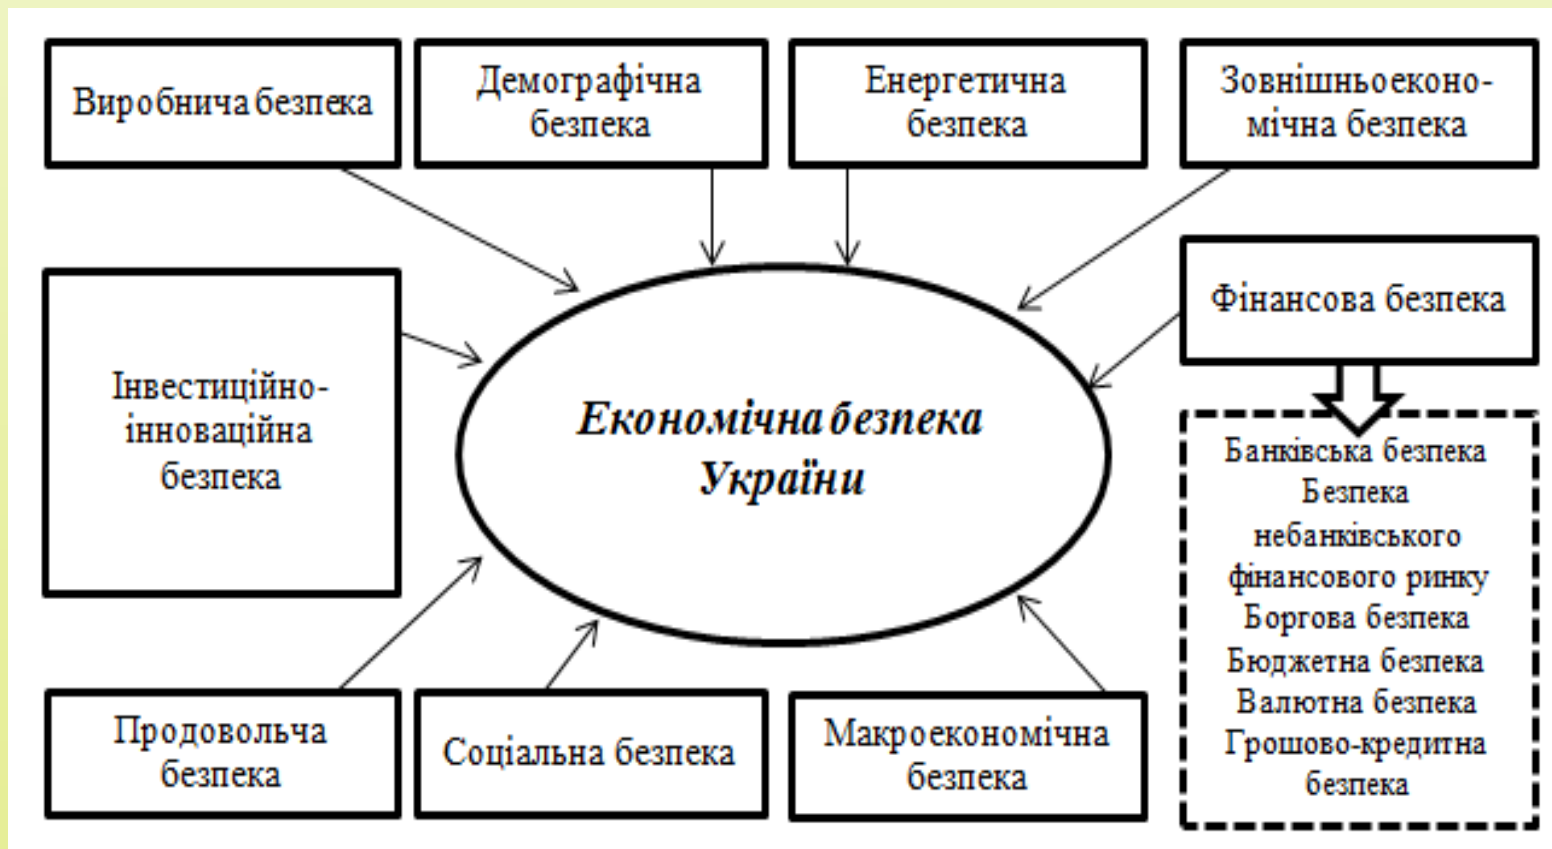 Виробнича безпека
Демографічна
безпека
Енергетична
безпека
Зовнішньоеконо-
мічна безпека
Інвестиційно-
інноваційна
безпека
Економічна безпека
України
Фінансова безпека
Банківська безпека
Безпека
небанківського
фінансового ринку
Боргова безпека
Бюджетна безпека
Валютна безпека
Грошово-кредитна
безпека
Продовольча
безпека
Соціальна безпека
Макроекономічна
безпека